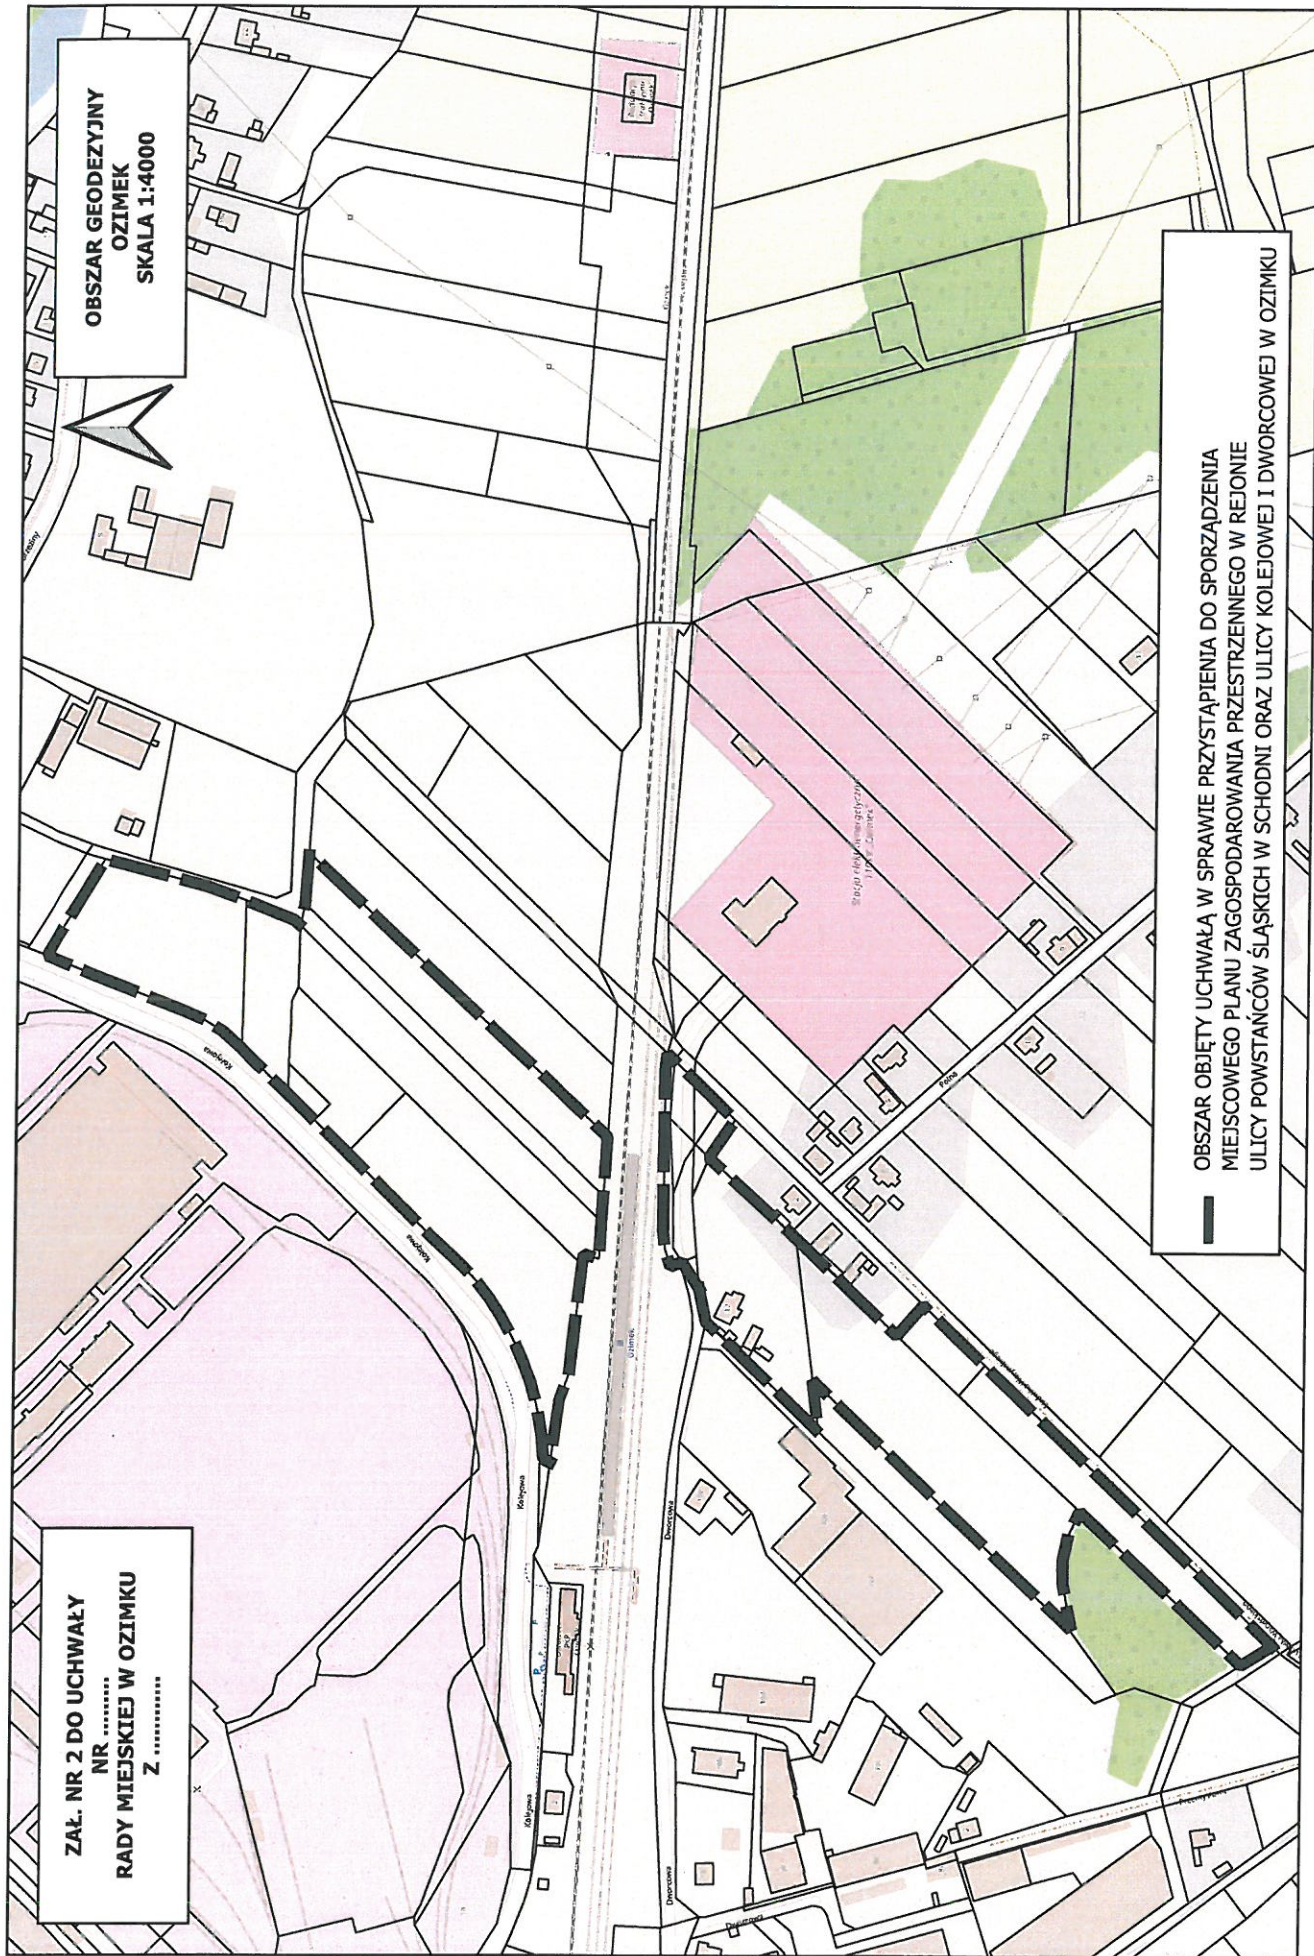 ZAŁ. NR 2 DO UCHWAŁY
NR ..........
RADY MIEJSKIEJ W OZIMKU
Z ............
OBSZAR GEODEZYJNY
OZIMEK
SKALA 1:4000
Kolejowa
Kolejowa
Kolejowa
Kolejowa
Ozimek
Dworcowa
Dworcowa
Dworcowa
Polna
P
OBSZAR OBJĘTY UCHWAŁĄ W SPRAWIE PRZYSTĄPIENIA DO SPORZĄDZENIA
MIEJSCOWEGO PLANU ZAGOSPODAROWANIA PRZESTRZENNEGO W REJONIE
ULICY POWSTAŃCÓW ŚLĄSKICH W SCHODNI ORAZ ULICY KOLEJOWEJ I DWORCOWEJ W OZIMKU